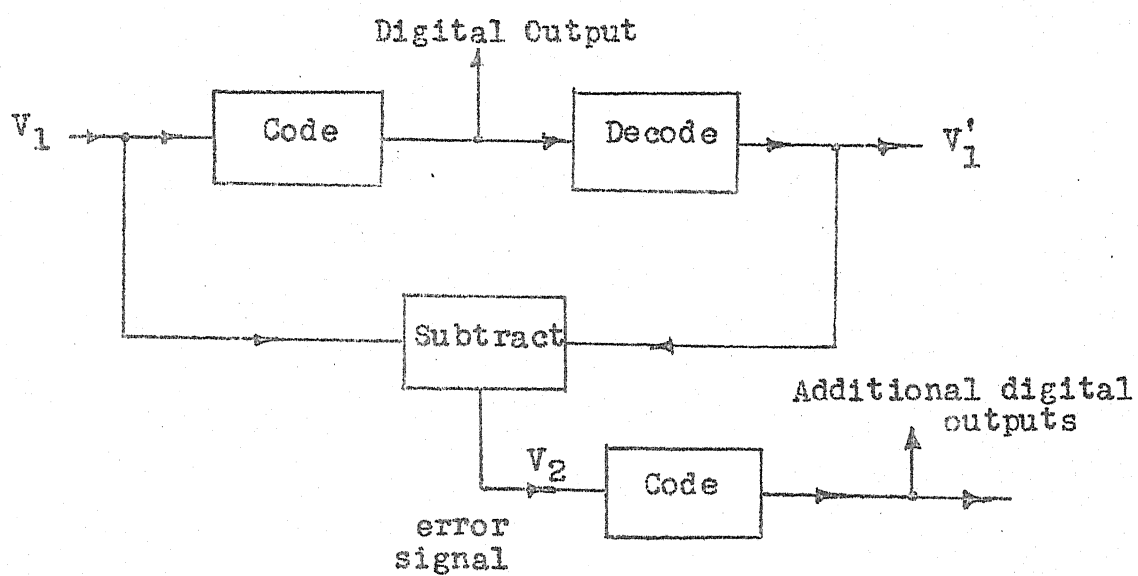 Digital Output
V1
Code
Decode
V1'
Subtract
Additional digital
outputs
V2
Code
error
signal